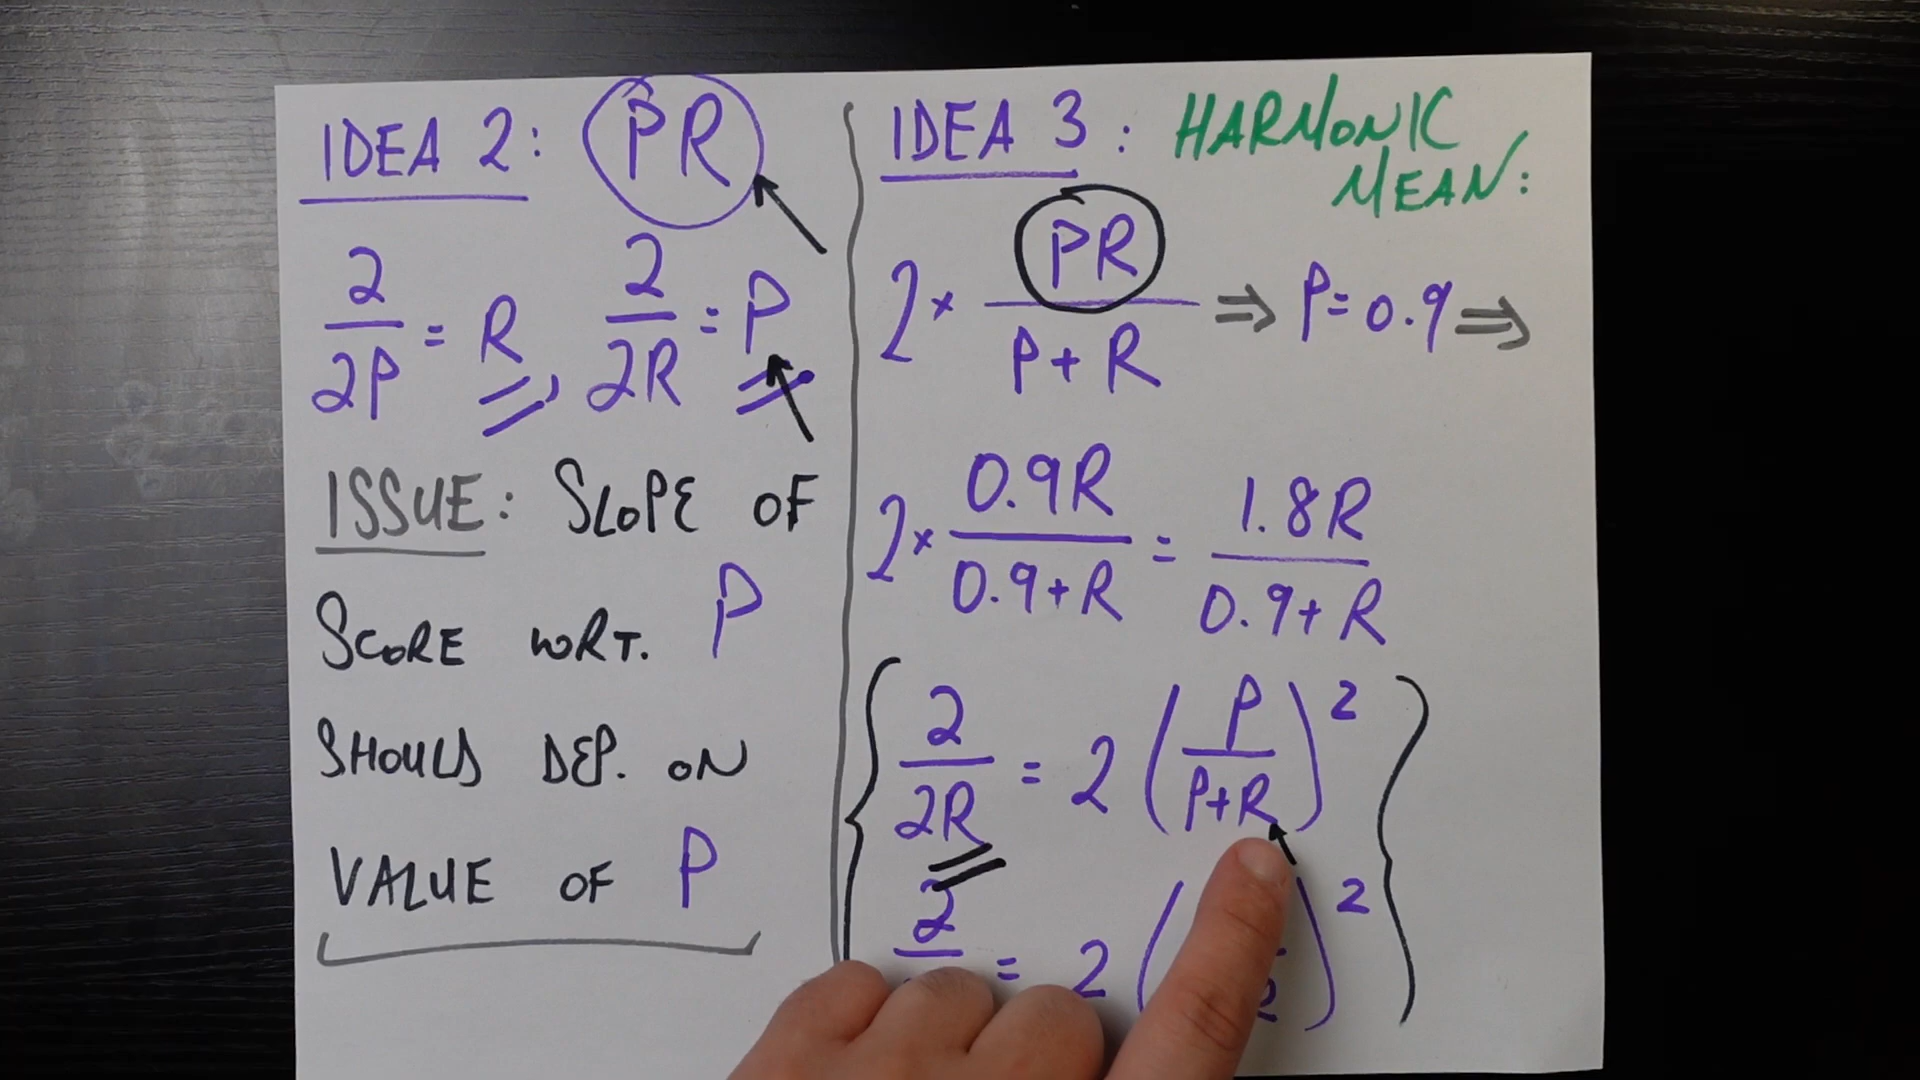 IDEA 2: PR
2/2P = R, 2/2R = P
ISSUE: SLOPE OF
SCORE WRT. P
SHOULD DEP. ON
VALUE OF P
IDEA 3: HARMONIC
MEAN:
2 × PR/P+R ⇒ P = 0.9 ⇒
2 × 0.9R/0.9+R = 1.8R/0.9+R
2/2R = 2 (P/P+R)²
2 = 2 ( )²